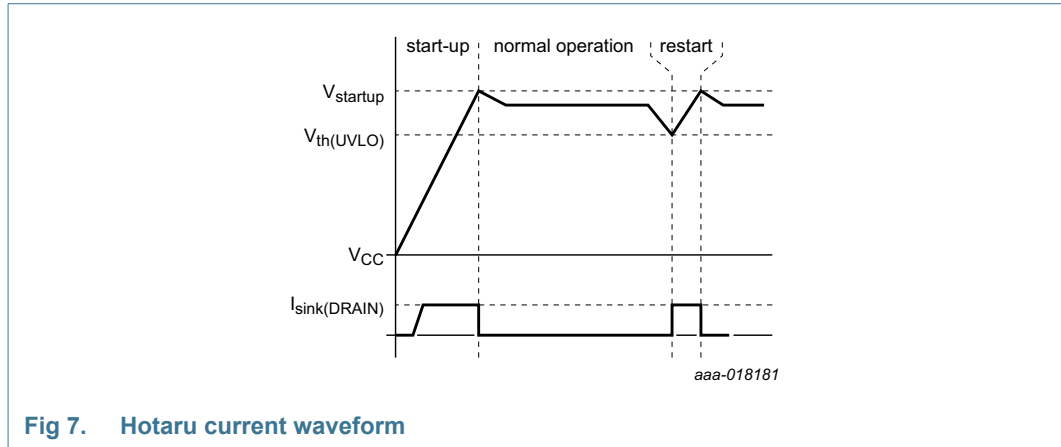 start-up normal operation restart
Vstartup
Vth(UVLO)
VCC
Isink(DRAIN)
aaa-018181
Fig 7. Hotaru current waveform